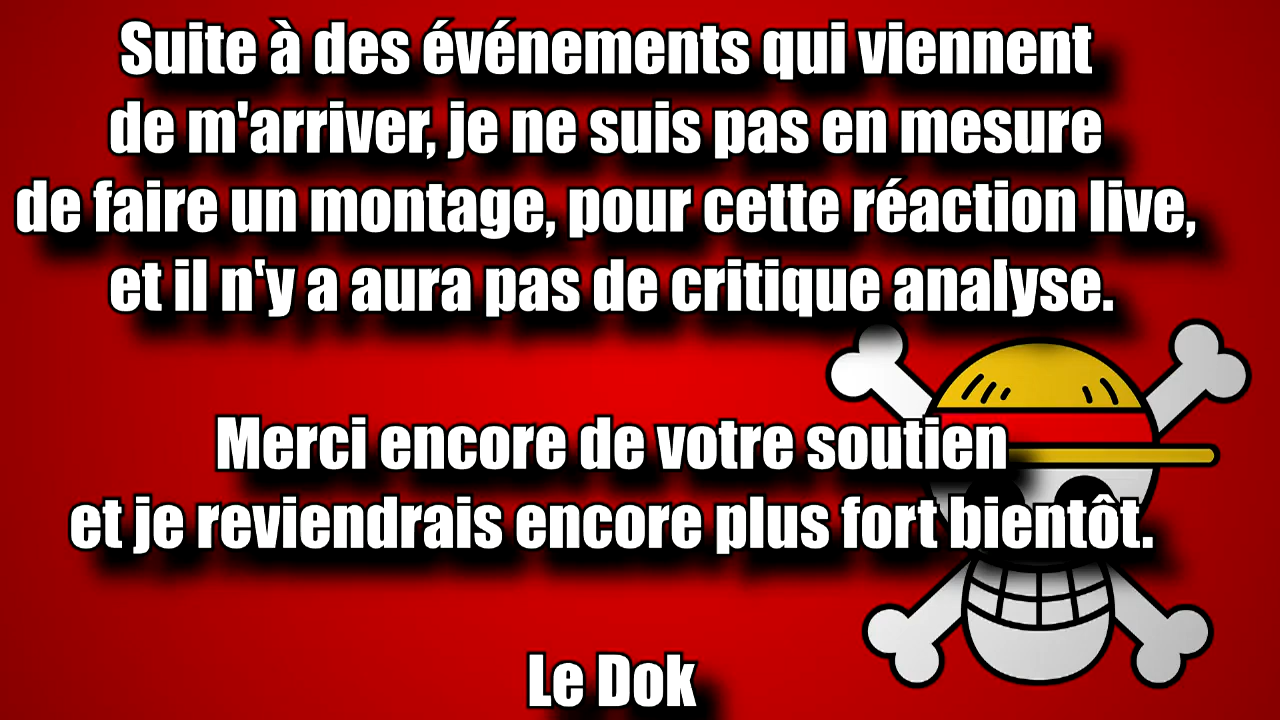 Suite à des événements qui viennent
de m'arriver, je ne suis pas en mesure
de faire un montage, pour cette réaction live,
et il n‛y a aura pas de critique analyse.
Merci encore de votre soutien
et je reviendrais encore plus fort bientôt.
Le Dok